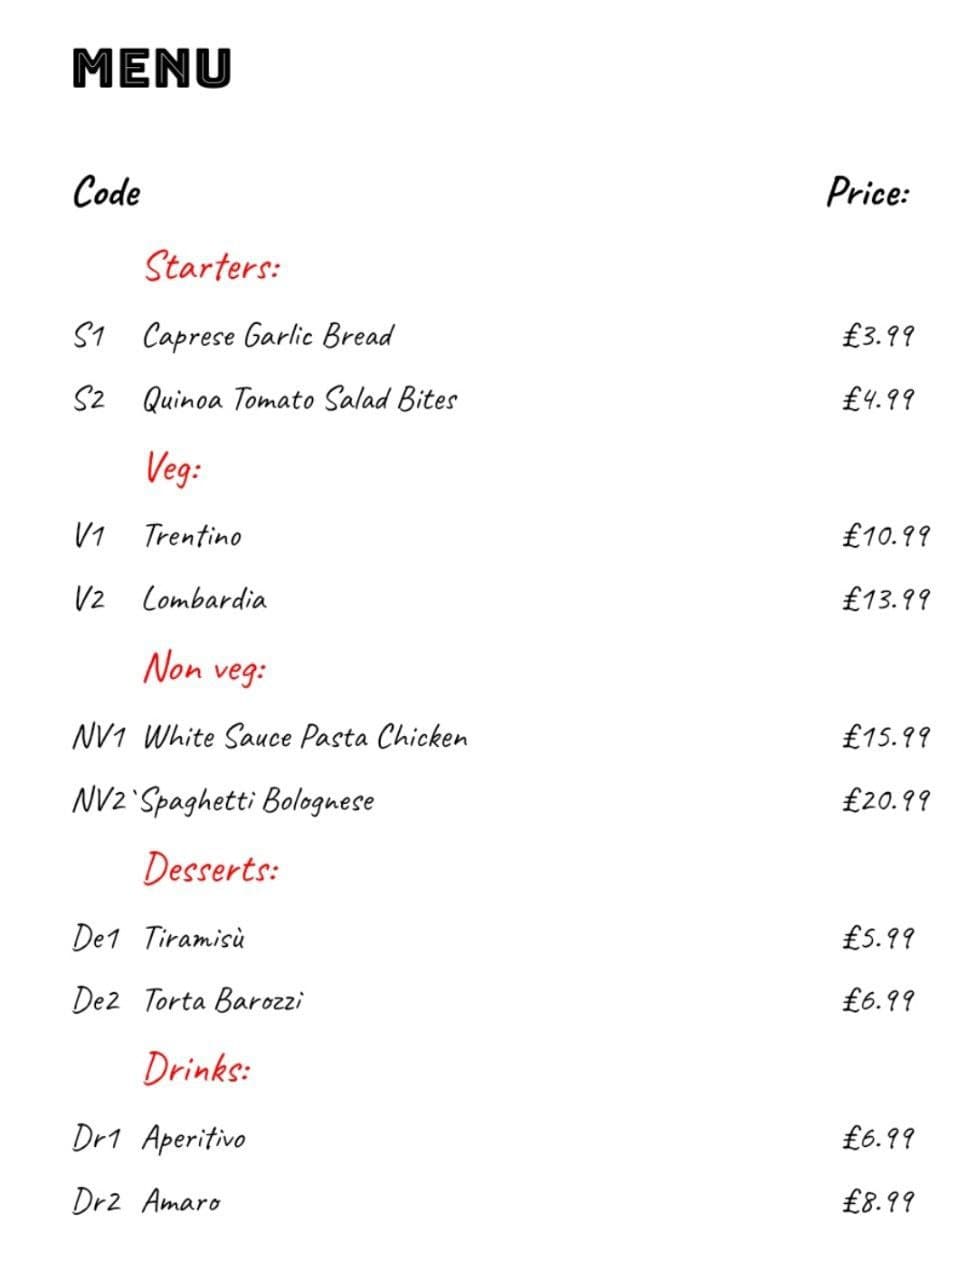 MENU
Code Price:
Starters:
S1 Caprese Garlic Bread £3.99
S2 Quinoa Tomato Salad Bites £4.99
Veg:
V1 Trentino £10.99
V2 Lombardia £13.99
Non veg:
NV1 White Sauce Pasta Chicken £15.99
NV2`Spaghetti Bolognese £20.99
Desserts:
De1 Tiramisù £5.99
De2 Torta Barozzi £6.99
Drinks:
Dr1 Aperitivo £6.99
Dr2 Amaro £8.99